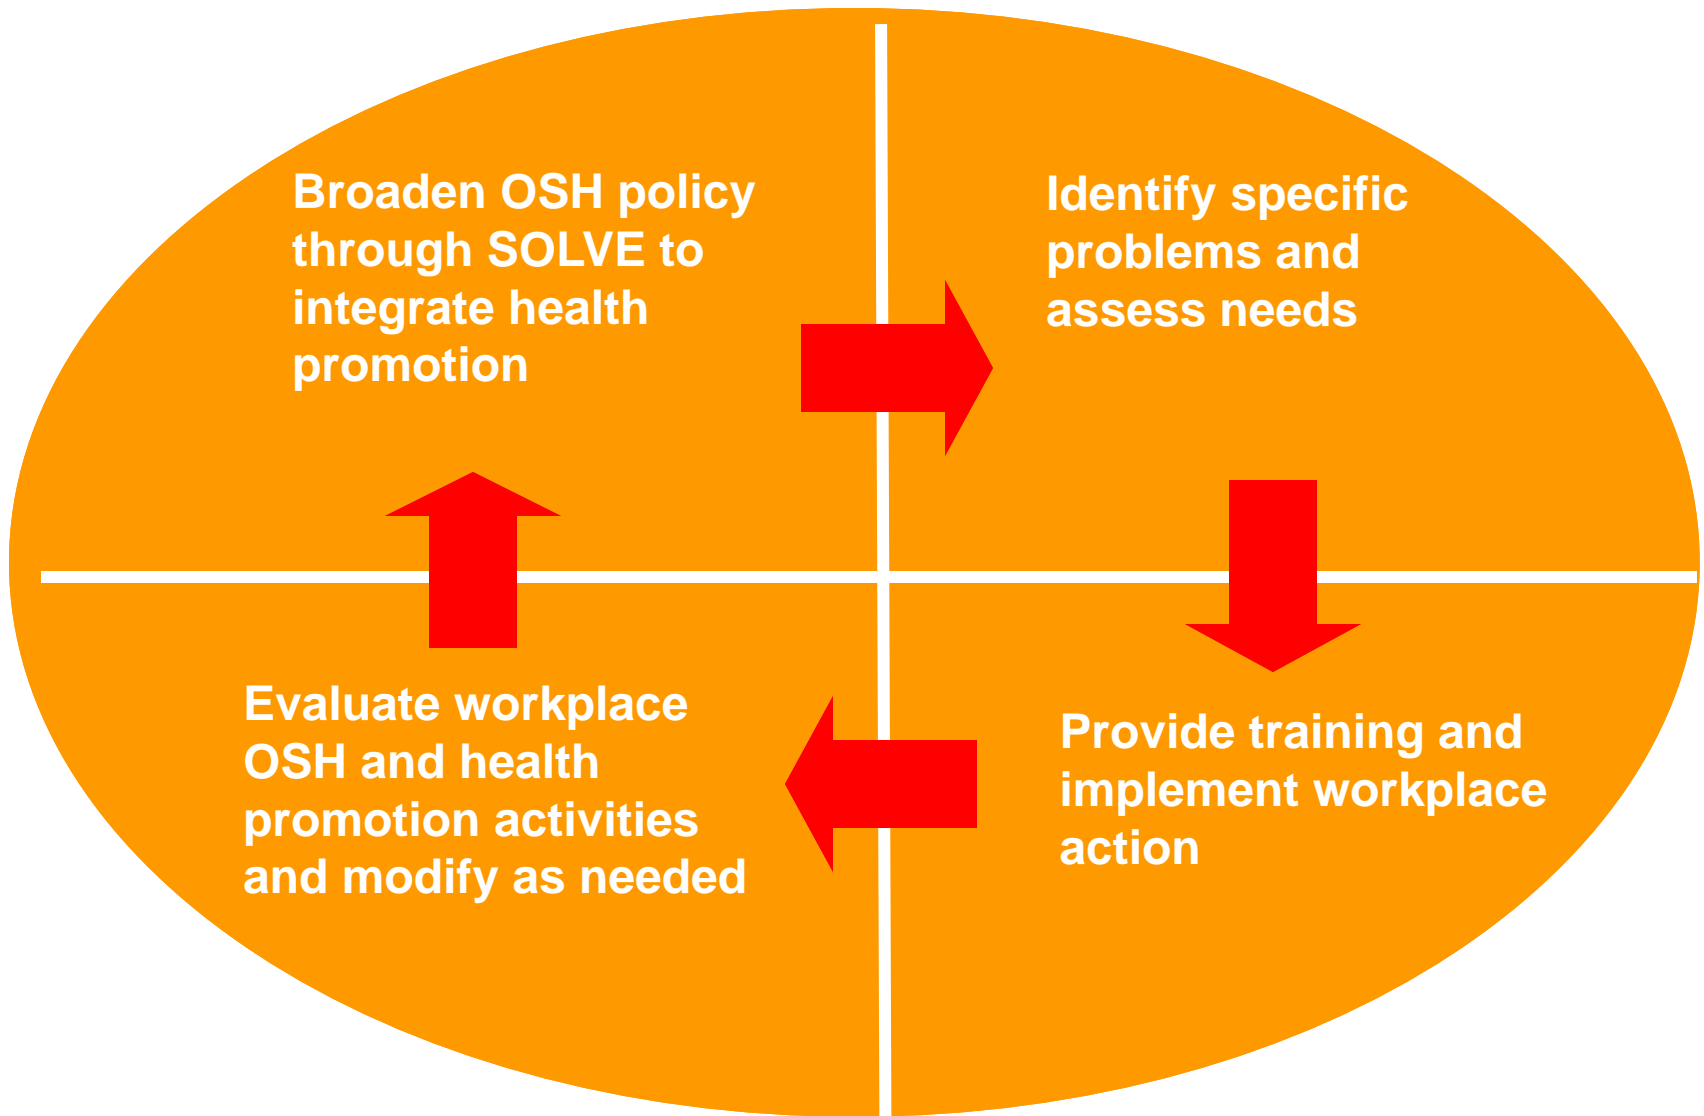 Broaden OSH policy
through SOLVE to
integrate health
promotion
Identify specific
problems and
assess needs
Provide training and
implement workplace
action
Evaluate workplace
OSH and health
promotion activities
and modify as needed